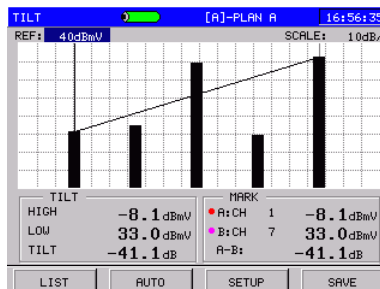 TILT [A]-PLAN A 16:56:39
REF: 40dBmV SCALE: 10dB/
TILT
HIGH -8.1dBmV
LOW 33.0dBmV
TILT -41.1dB
MARK
A:CH 1 -8.1dBmV
B:CH 7 33.0dBmV
A-B: -41.1dB
LIST AUTO SETUP SAVE